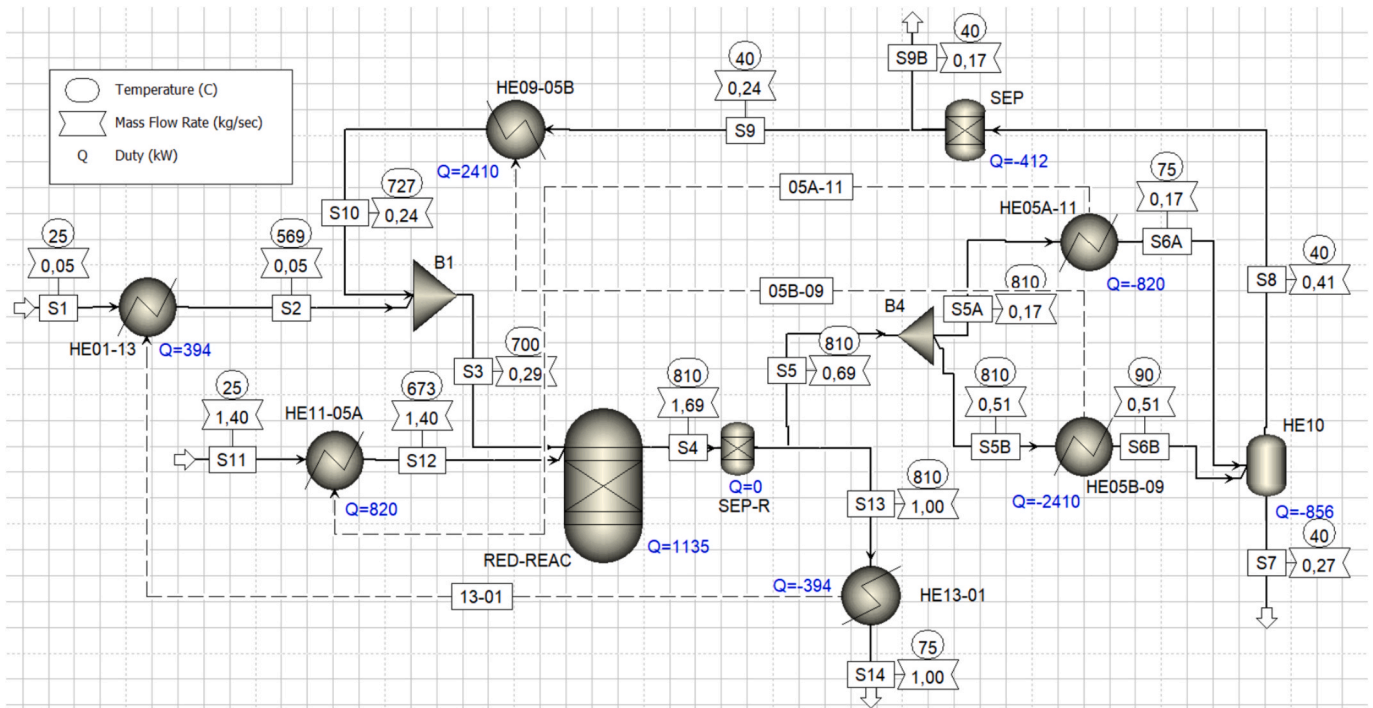 Temperature (C)
Mass Flow Rate (kg/sec)
Q Duty (kW)
40
0,17
S9B
SEP
Q=-412
40
0,24
S9
HE09-05B
Q=2410
05A-11
727
0,24
S10
75
0,17
S6A
HE05A-11
Q=-820
25
0,05
S1
HE01-13
Q=394
569
0,05
S2
B1
05B-09
B4
810
0,17
S5A
40
0,41
S8
700
0,29
S3
810
0,69
S5
25
1,40
S11
HE11-05A
Q=820
673
1,40
S12
810
1,69
S4
Q=0
SEP-R
810
0,51
S5B
90
0,51
S6B
HE05B-09
Q=-2410
HE10
Q=-856
RED-REAC
Q=1135
810
1,00
S13
40
0,27
S7
13-01
Q=-394
HE13-01
75
1,00
S14